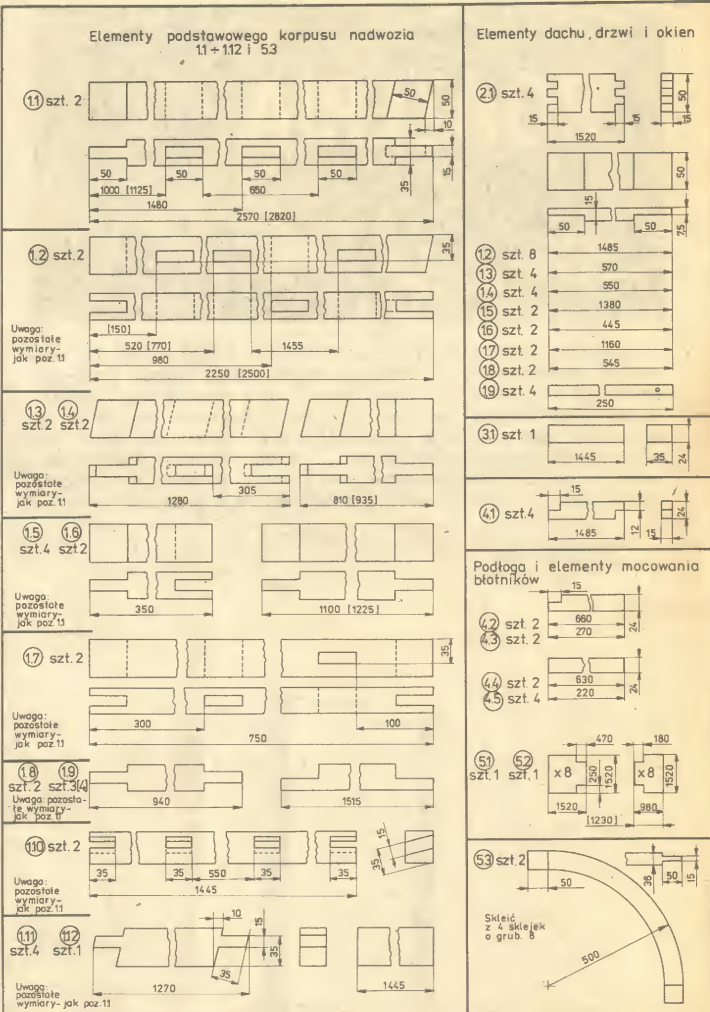 Elementy podstawowego korpusu nadwozia
1.1 ÷ 1.12 i 5.3
1.1 szt. 2
50
50
10
50
50
50
50
35
15
1000 [1125]
650
1480
2570 [2820]
1.2 szt. 2
35
Uwaga:
pozostałe
wymiary-
jak poz. 1.1
[150]
520 [770]
1455
980
2250 [2500]
1.3 1.4
szt. 2 szt. 2
Uwaga:
pozostałe
wymiary-
jak poz. 1.1
305
1280
810 [935]
1.5 1.6
szt. 4 szt. 2
Uwaga:
pozostałe
wymiary-
jak poz. 1.1
350
1100 [1225]
1.7 szt. 2
35
Uwaga:
pozostałe
wymiary-
jak poz. 1.1
300
100
750
1.8 1.9
szt. 2 szt. 3[4]
Uwaga: pozosta-
łe wymiary-
jak poz. 1.1
940
1515
1.10 szt. 2
15
35
35
35
550
35
35
1445
Uwaga:
pozostałe
wymiary-
jak poz. 1.1
1.11 1.12
szt. 4 szt. 1
10
15
35
35
1270
1445
Uwaga:
pozostałe
wymiary- jak poz. 1.1
Elementy dachu, drzwi i okien
2.1 szt. 4
50
15
15
15
1520
50
15
50
50
7,5
1.2 szt. 8 1485
1.3 szt. 4 570
1.4 szt. 4 550
1.5 szt. 2 1380
1.6 szt. 2 445
1.7 szt. 2 1160
1.8 szt. 2 545
1.9 szt. 4
250
3.1 szt. 1
1445
35
24
4.1 szt. 4
15
1485
12
15
24
Podłoga i elementy mocowania
błotników
15
4.2 szt. 2 660
4.3 szt. 2 270
24
4.4 szt. 2 630
4.5 szt. 4 220
24
470
180
5.1 5.2
szt. 1 szt. 1
x 8
250
1520
x 8
1520
1520
980
[1230]
5.3 szt. 2
50
35
50
15
Skleić
z 4 sklejek
o grub. 8
500